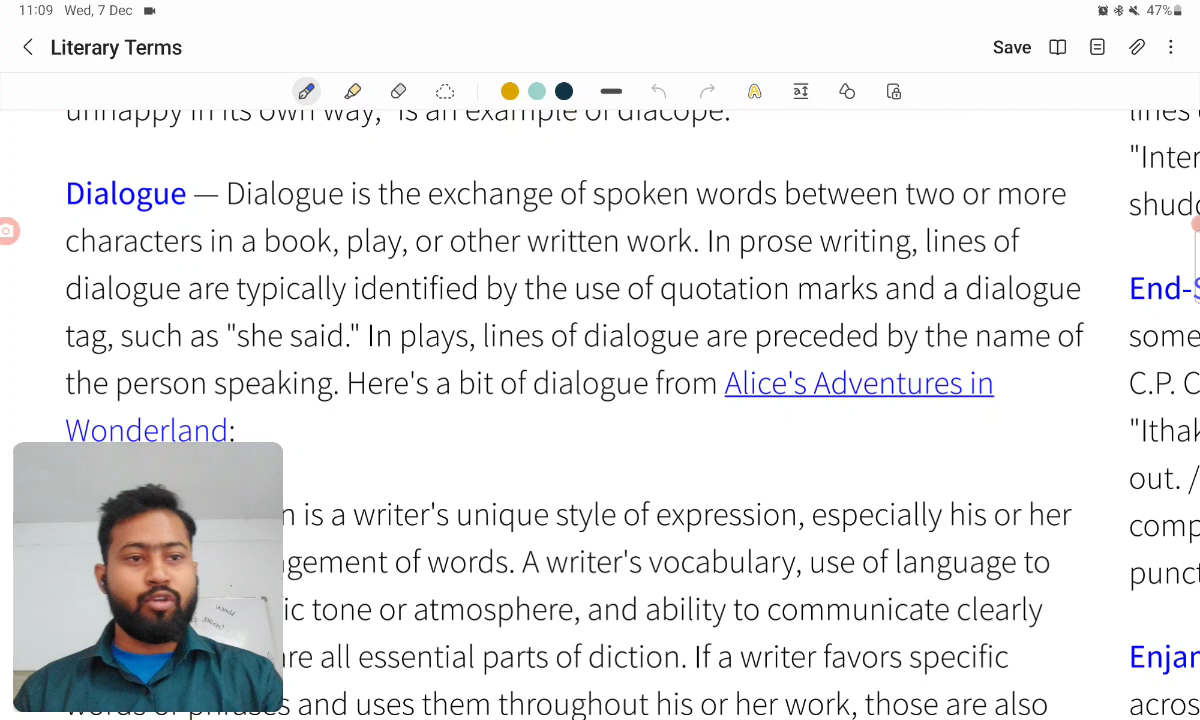 11:09 Wed, 7 Dec
47%
Literary Terms
Save
unhappy in its own way," is an example of diacope.
Dialogue — Dialogue is the exchange of spoken words between two or more
characters in a book, play, or other written work. In prose writing, lines of
dialogue are typically identified by the use of quotation marks and a dialogue
tag, such as "she said." In plays, lines of dialogue are preceded by the name of
the person speaking. Here's a bit of dialogue from Alice's Adventures in
Wonderland:
n is a writer's unique style of expression, especially his or her
gement of words. A writer's vocabulary, use of language to
ic tone or atmosphere, and ability to communicate clearly
re all essential parts of diction. If a writer favors specific
words or phrases and uses them throughout his or her work, those are also
lines
"Inter
shudd
End-S
some
C.P. C
"Ithak
out. /
comp
punct
Enjam
acros